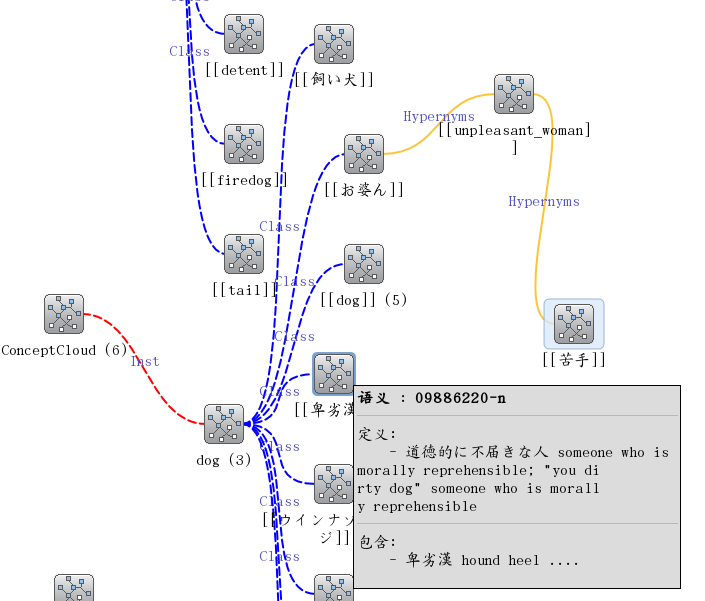 Class
[[detent]]
[[飼い犬]]
Hypernyms
[[unpleasant_woman]
]
[[firedog]]
[[お婆ん]]
Hypernyms
Class
[[tail]]
Class
[[dog]] (5)
ConceptCloud (6)
Inst
Class
[[苦手]]
Class
[[卑劣漢
dog (3)
Class
Class
[[ウインナソ
ジ]]
Class
语义 : 09886220-n
定义:
- 道徳的に不届きな人 someone who is
morally reprehensible; "you di
rty dog" someone who is morall
y reprehensible
包含:
- 卑劣漢 hound heel ....